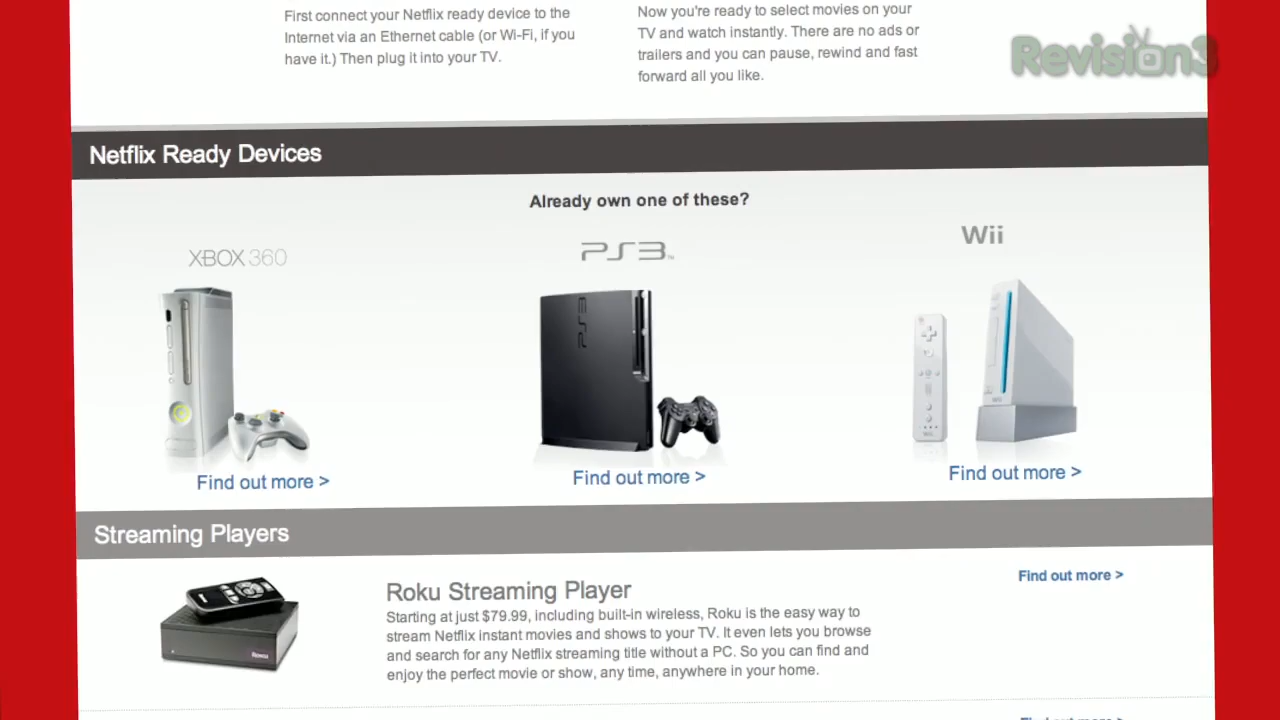 First connect your Netflix ready device to the
Internet via an Ethernet cable (or Wi-Fi, if you
have it.) Then plug it into your TV.
Now you're ready to select movies on your
TV and watch instantly. There are no ads or
trailers and you can pause, rewind and fast
forward all you like.
Revision3
Netflix Ready Devices
Already own one of these?
XBOX 360
PS3™
Wii
PS3
Find out more >
Find out more >
Find out more >
Streaming Players
Roku Streaming Player
Find out more >
Starting at just $79.99, including built-in wireless, Roku is the easy way to
stream Netflix instant movies and shows to your TV. It even lets you browse
and search for any Netflix streaming title without a PC. So you can find and
enjoy the perfect movie or show, any time, anywhere in your home.
Find out more >